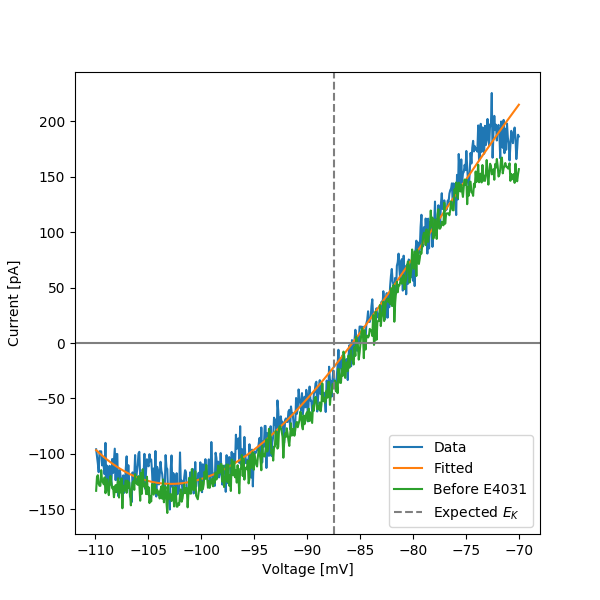 200
150
100
50
0
−50
−100
−150
Current [pA]
Data
Fitted
Before E4031
Expected E_K
−110 −105 −100 −95 −90 −85 −80 −75 −70
Voltage [mV]